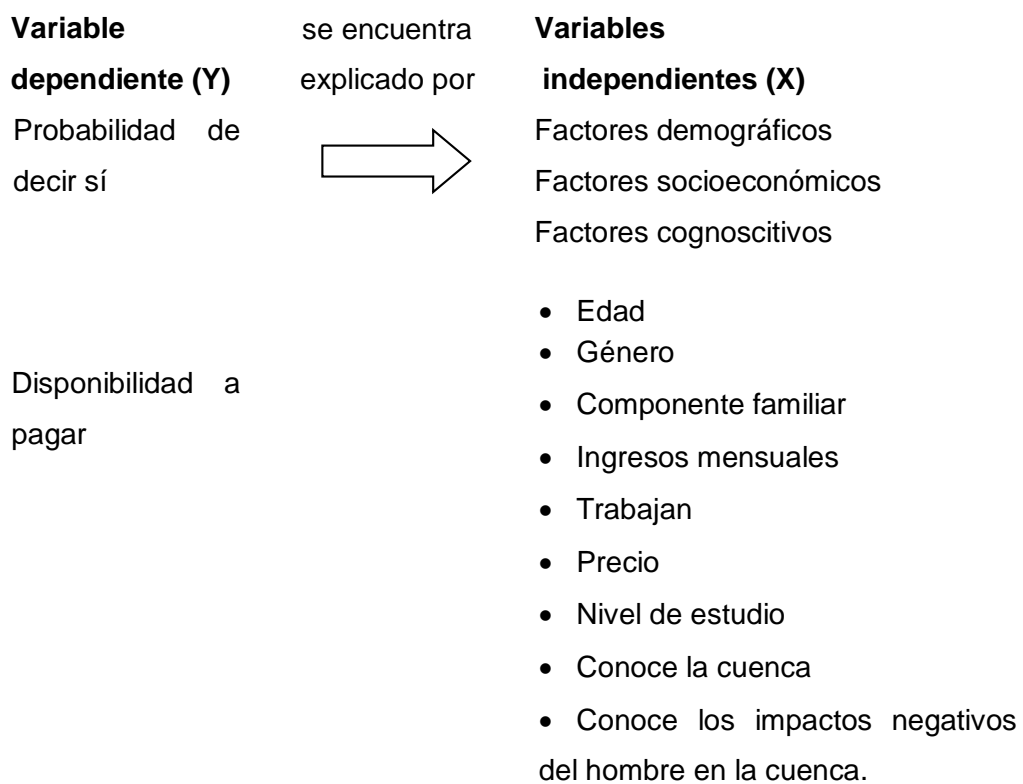 Variable se encuentra Variables
dependiente (Y) explicado por independientes (X)
Probabilidad de Factores demográficos
decir sí Factores socioeconómicos
Factores cognoscitivos
• Edad
• Género
Disponibilidad a
• Componente familiar
pagar
• Ingresos mensuales
• Trabajan
• Precio
• Nivel de estudio
• Conoce la cuenca
• Conoce los impactos negativos
del hombre en la cuenca.